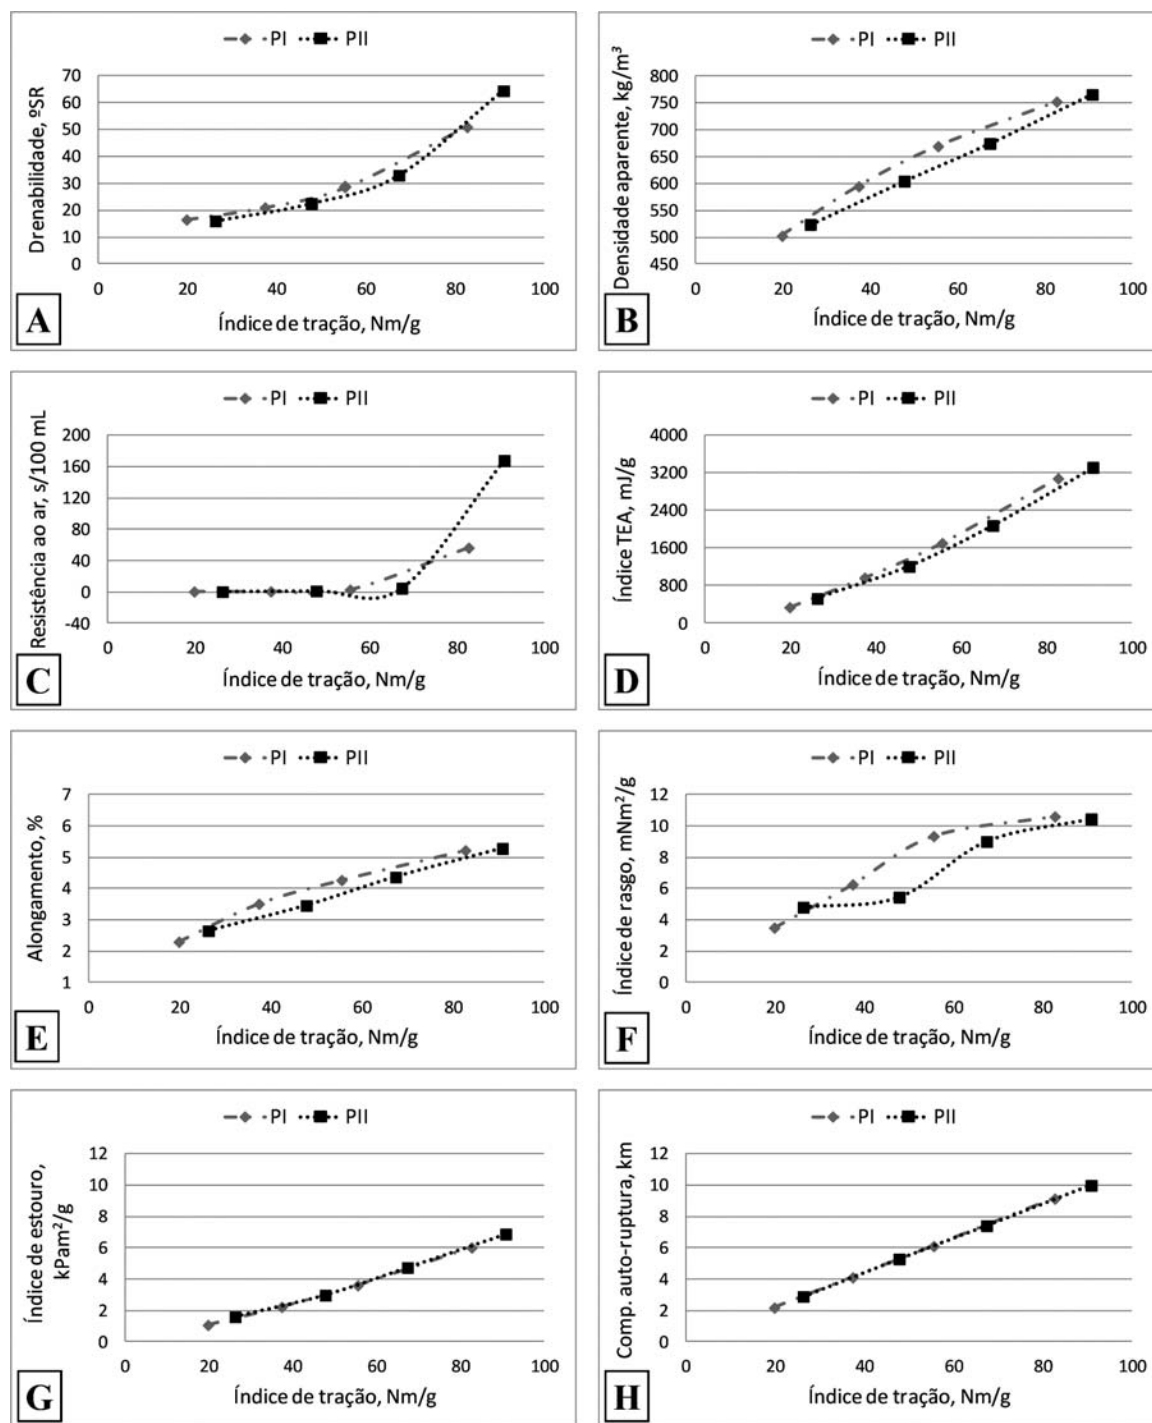 PI PII
Drenabilidade, ºSR
70
60
50
40
30
20
10
0
0 20 40 60 80 100
Índice de tração, Nm/g
A
PI PII
Densidade aparente, kg/m³
800
750
700
650
600
550
500
450
0 20 40 60 80 100
Índice de tração, Nm/g
B
PI PII
Resistência ao ar, s/100 mL
200
160
120
80
40
0
-40
0 20 40 60 80 100
Índice de tração, Nm/g
C
PI PII
Índice TEA, mJ/g
4000
3200
2400
1600
800
0
0 20 40 60 80 100
Índice de tração, Nm/g
D
PI PII
Alongamento, %
7
6
5
4
3
2
1
0 20 40 60 80 100
Índice de tração, Nm/g
E
PI PII
Índice de rasgo, mNm²/g
12
10
8
6
4
2
0
0 20 40 60 80 100
Índice de tração, Nm/g
F
PI PII
Índice de estouro,
kPam²/g
12
10
8
6
4
2
0
0 20 40 60 80 100
Índice de tração, Nm/g
G
PI PII
Comp. auto-ruptura, km
12
10
8
6
4
2
0
0 20 40 60 80 100
Índice de tração, Nm/g
H